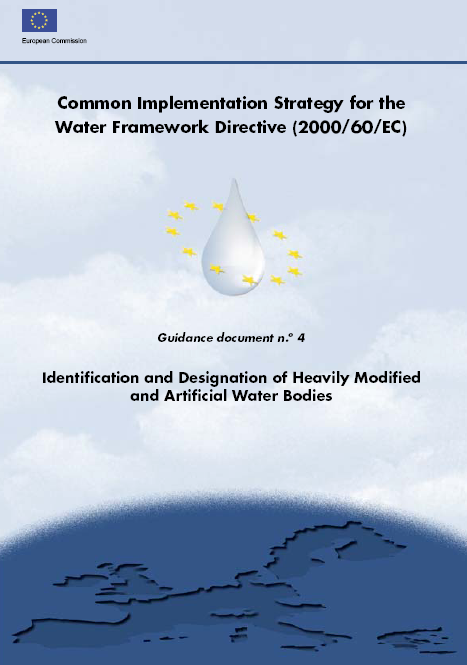 European Commission
Common Implementation Strategy for the
Water Framework Directive (2000/60/EC)
Guidance document n.º 4
Identification and Designation of Heavily Modified
and Artificial Water Bodies